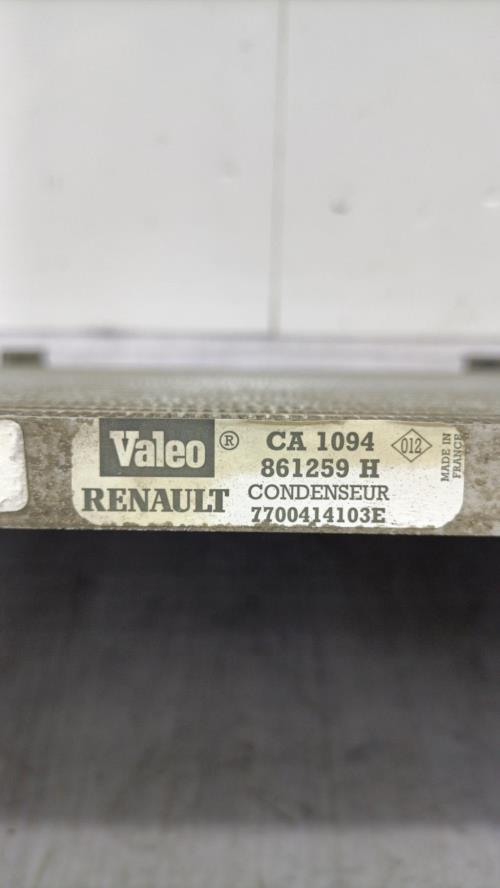 Valeo ® CA 1094 012
861259 H
RENAULT CONDENSEUR
7700414103E
MADE IN
FRANCE